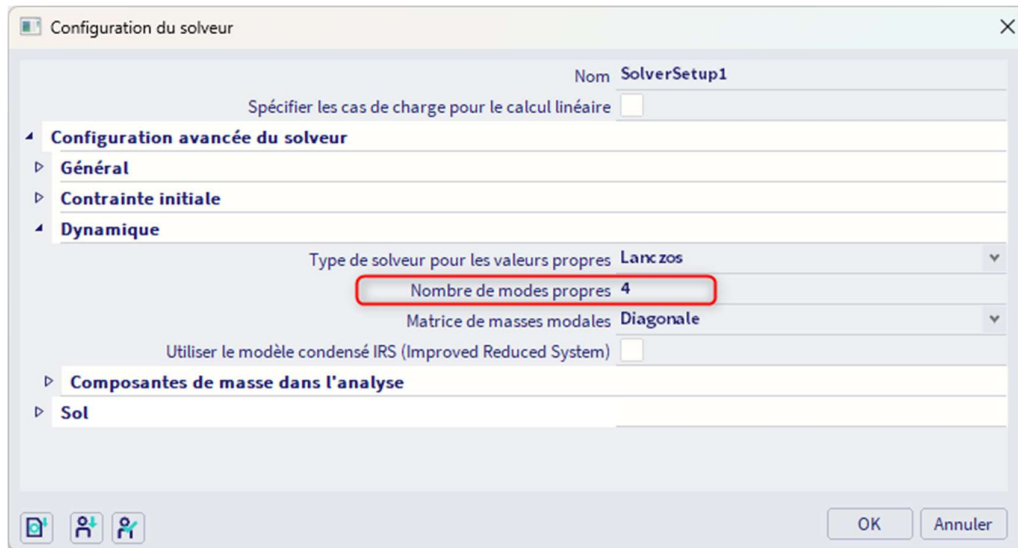 Configuration du solveur
Nom SolverSetup1
Spécifier les cas de charge pour le calcul linéaire
Configuration avancée du solveur
Général
Contrainte initiale
Dynamique
Type de solveur pour les valeurs propres Lanczos
Nombre de modes propres 4
Matrice de masses modales Diagonale
Utiliser le modèle condensé IRS (Improved Reduced System)
Composantes de masse dans l'analyse
Sol
OK Annuler